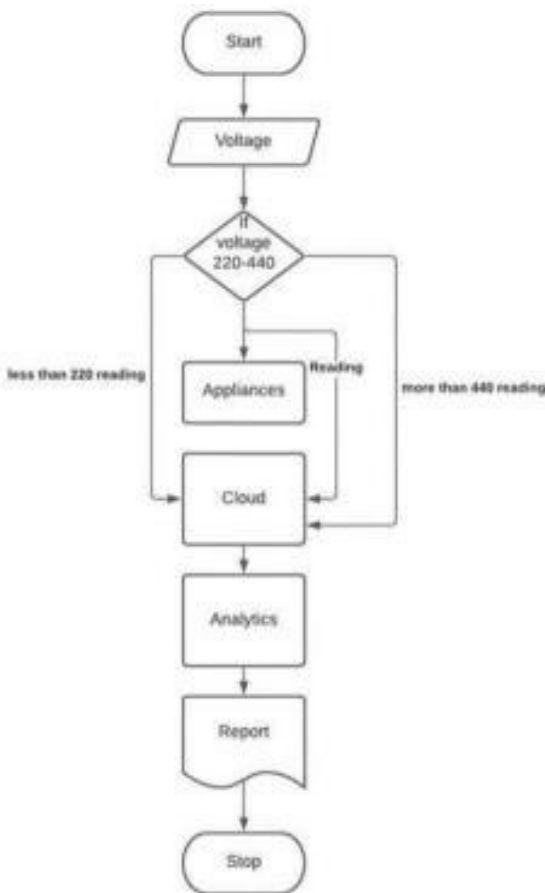 Start
Voltage
If
voltage
220-440
less than 220 reading
Reading
more than 440 reading
Appliances
Cloud
Analytics
Report
Stop